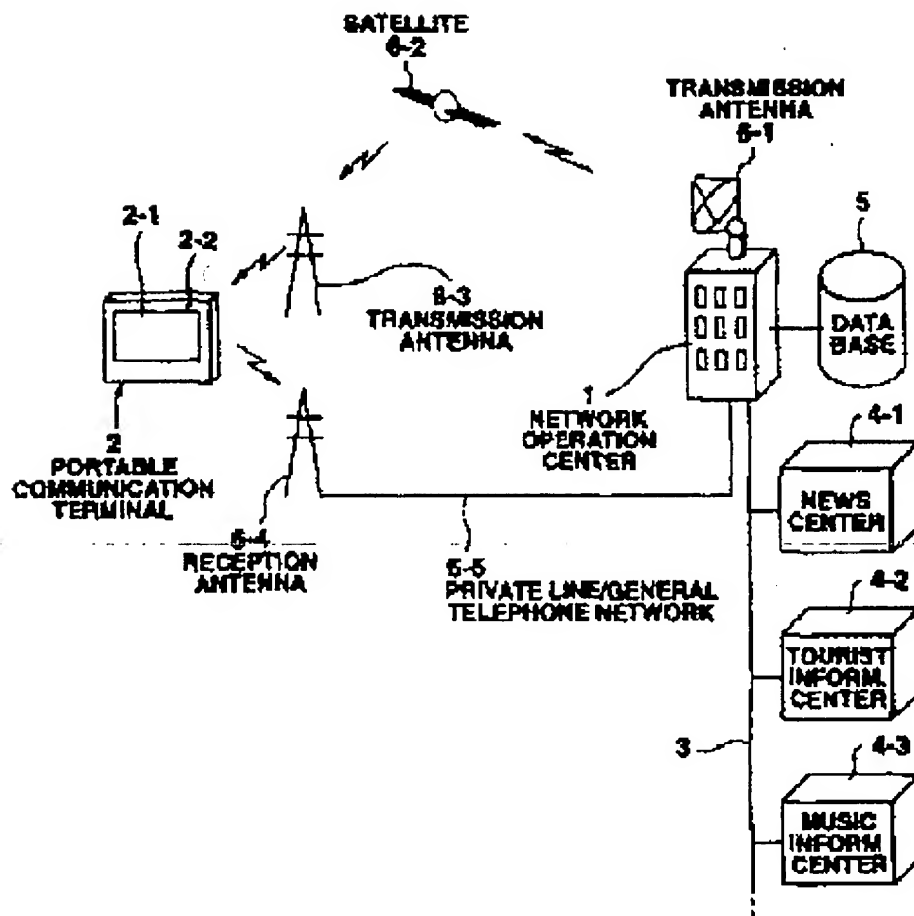 SATELLITE
6-2
TRANSMISSION
ANTENNA
6-1
5
2-1
2-2
DATA
BASE
6-3
TRANSMISSION
ANTENNA
1
NETWORK
OPERATION
CENTER
4-1
NEWS
CENTER
2
PORTABLE
COMMUNICATION
TERMINAL
6-4
RECEPTION
ANTENNA
6-5
PRIVATE LINE/GENERAL
TELEPHONE NETWORK
4-2
TOURIST
INFORM.
CENTER
3
4-3
MUSIC
INFORM
CENTER